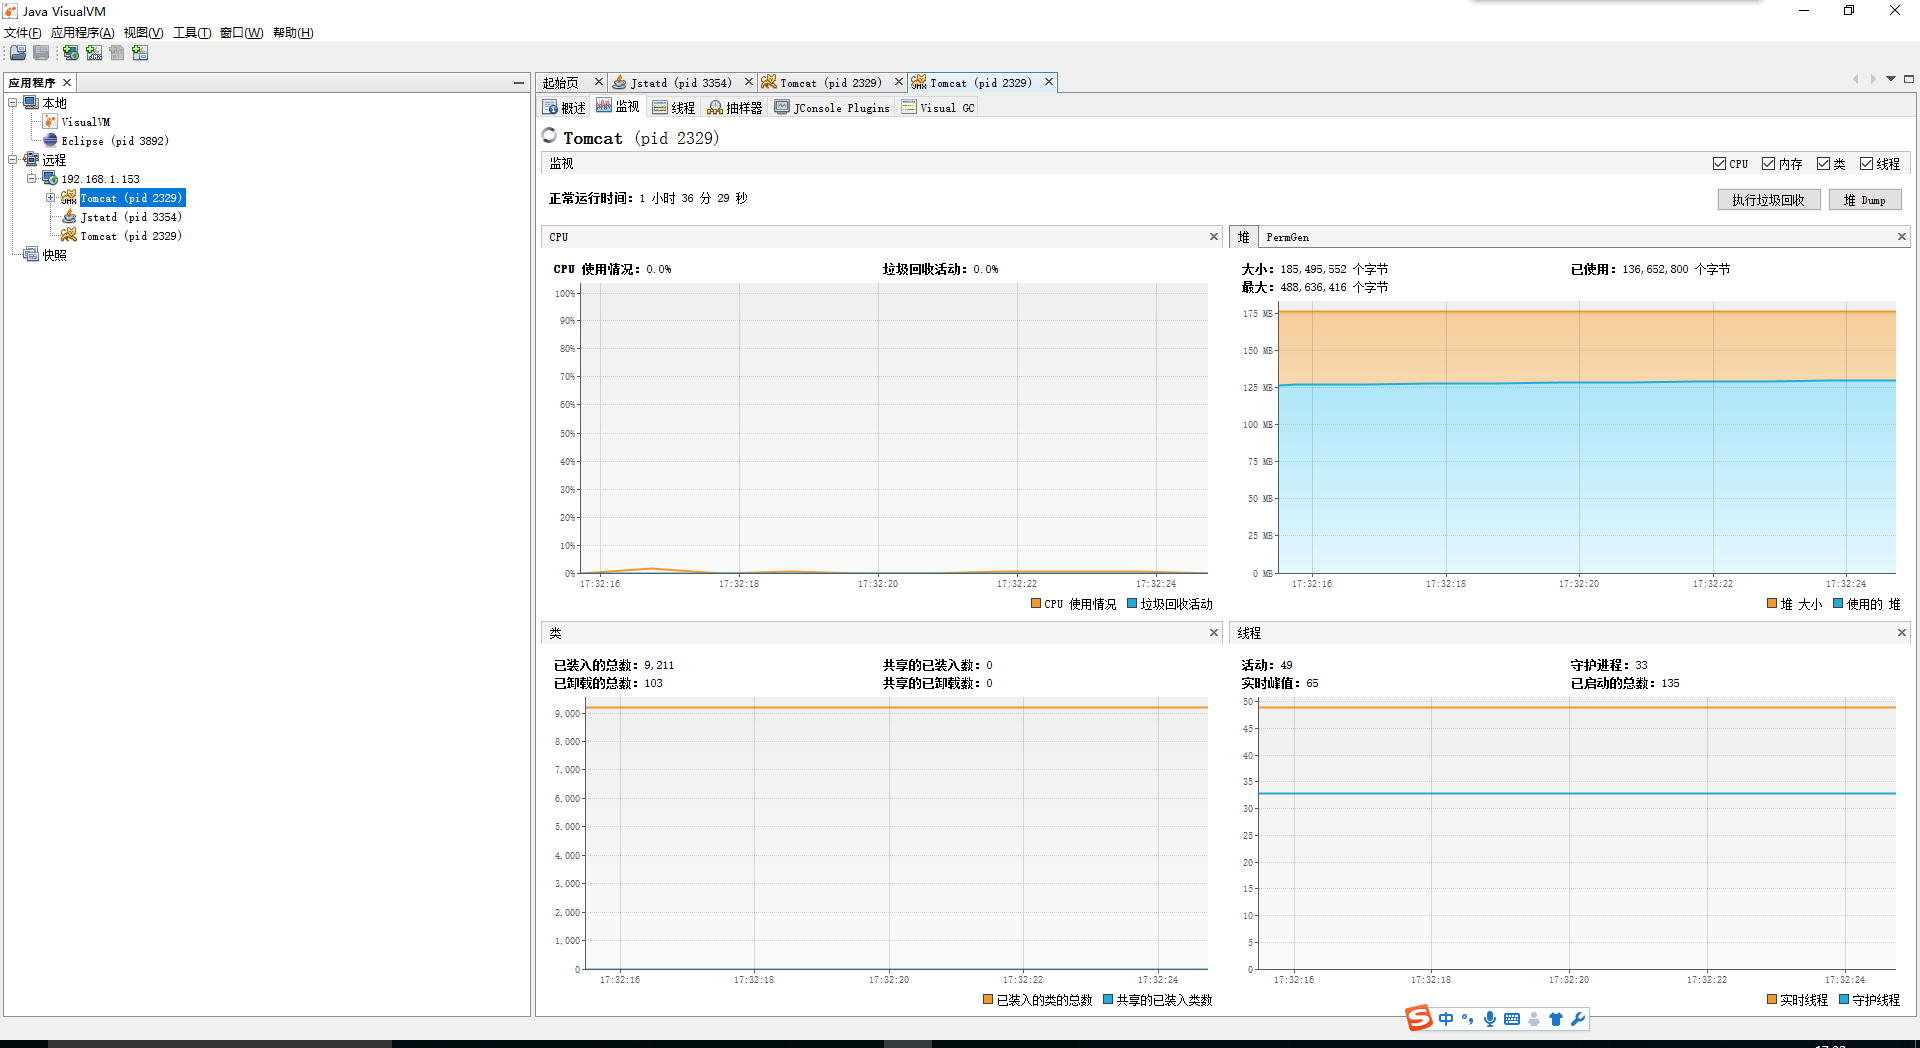 Java VisualVM
文件(F) 应用程序(A) 视图(V) 工具(T) 窗口(W) 帮助(H)
应用程序
本地
VisualVM
Eclipse (pid 3892)
远程
192.168.1.153
Tomcat (pid 2329)
Jstatd (pid 3354)
Tomcat (pid 2329)
快照
起始页 Jstatd (pid 3354) Tomcat (pid 2329) Tomcat (pid 2329)
概述 监视 线程 抽样器 JConsole Plugins Visual GC
Tomcat (pid 2329)
监视 CPU 内存 类 线程
正常运行时间: 1 小时 36 分 29 秒 执行垃圾回收 堆 Dump
CPU
CPU 使用情况: 0.0% 垃圾回收活动: 0.0%
100%
90%
80%
70%
60%
50%
40%
30%
20%
10%
0%
17:32:16 17:32:18 17:32:20 17:32:22 17:32:24
CPU 使用情况 垃圾回收活动
堆 PermGen
大小: 185,495,552 个字节 已使用: 136,652,800 个字节
最大: 488,636,416 个字节
175 MB
150 MB
125 MB
100 MB
75 MB
50 MB
25 MB
0 MB
17:32:16 17:32:18 17:32:20 17:32:22 17:32:24
堆 大小 使用的 堆
类
已装入的总数: 9,211 共享的已装入数: 0
已卸载的总数: 103 共享的已卸载数: 0
9,000
8,000
7,000
6,000
5,000
4,000
3,000
2,000
1,000
0
17:32:16 17:32:18 17:32:20 17:32:22 17:32:24
已装入的类的总数 共享的已装入类数
线程
活动: 49 守护进程: 33
实时峰值: 65 已启动的总数: 135
50
45
40
35
30
25
20
15
10
5
0
17:32:16 17:32:18 17:32:20 17:32:22 17:32:24
实时线程 守护线程
S 中